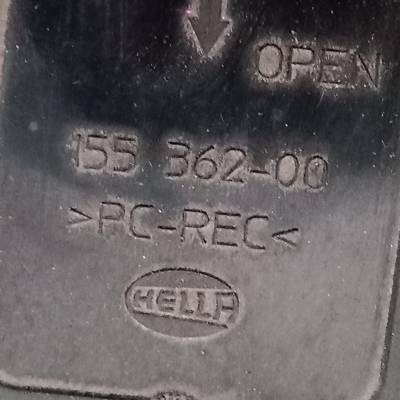 OPEN
155 362-00
>PC-REC<
HELLA